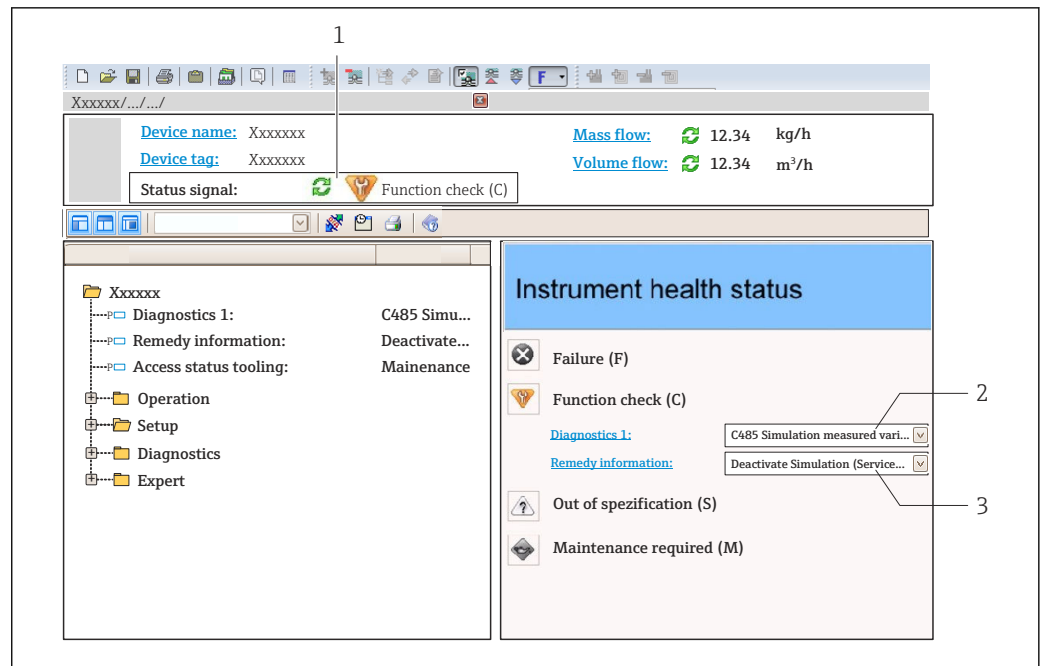 1
F
Xxxxxx/.../.../
Device name: Xxxxxxx
Mass flow: 12.34 kg/h
Device tag: Xxxxxxx
Volume flow: 12.34 m³/h
Status signal: Function check (C)
Xxxxxx
P Diagnostics 1: C485 Simu...
P Remedy information: Deactivate...
P Access status tooling: Mainenance
Operation
Setup
Diagnostics
Expert
Instrument health status
Failure (F)
Function check (C)
Diagnostics 1: C485 Simulation measured vari...
2
Remedy information: Deactivate Simulation (Service...
3
Out of spezification (S)
Maintenance required (M)